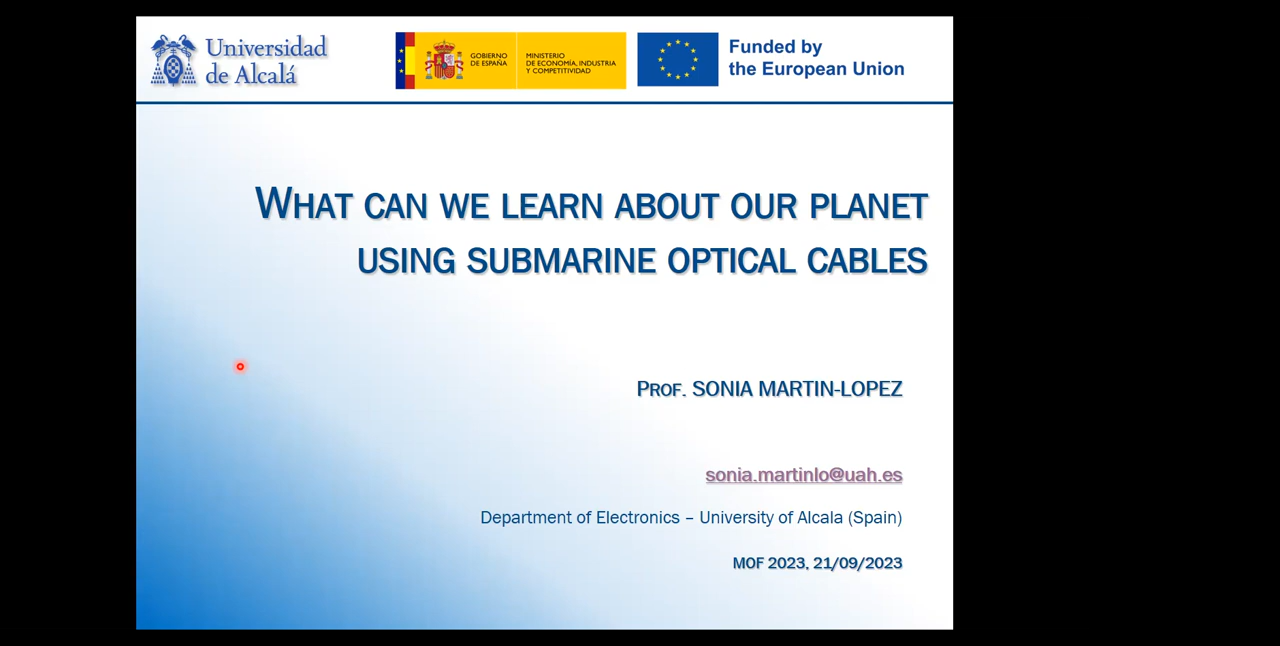 Universidad
de Alcalá
GOBIERNO
DE ESPAÑA
MINISTERIO
DE ECONOMÍA, INDUSTRIA
Y COMPETITIVIDAD
Funded by
the European Union
WHAT CAN WE LEARN ABOUT OUR PLANET
USING SUBMARINE OPTICAL CABLES
PROF. SONIA MARTIN-LOPEZ
sonia.martinlo@uah.es
Department of Electronics – University of Alcala (Spain)
MOF 2023, 21/09/2023